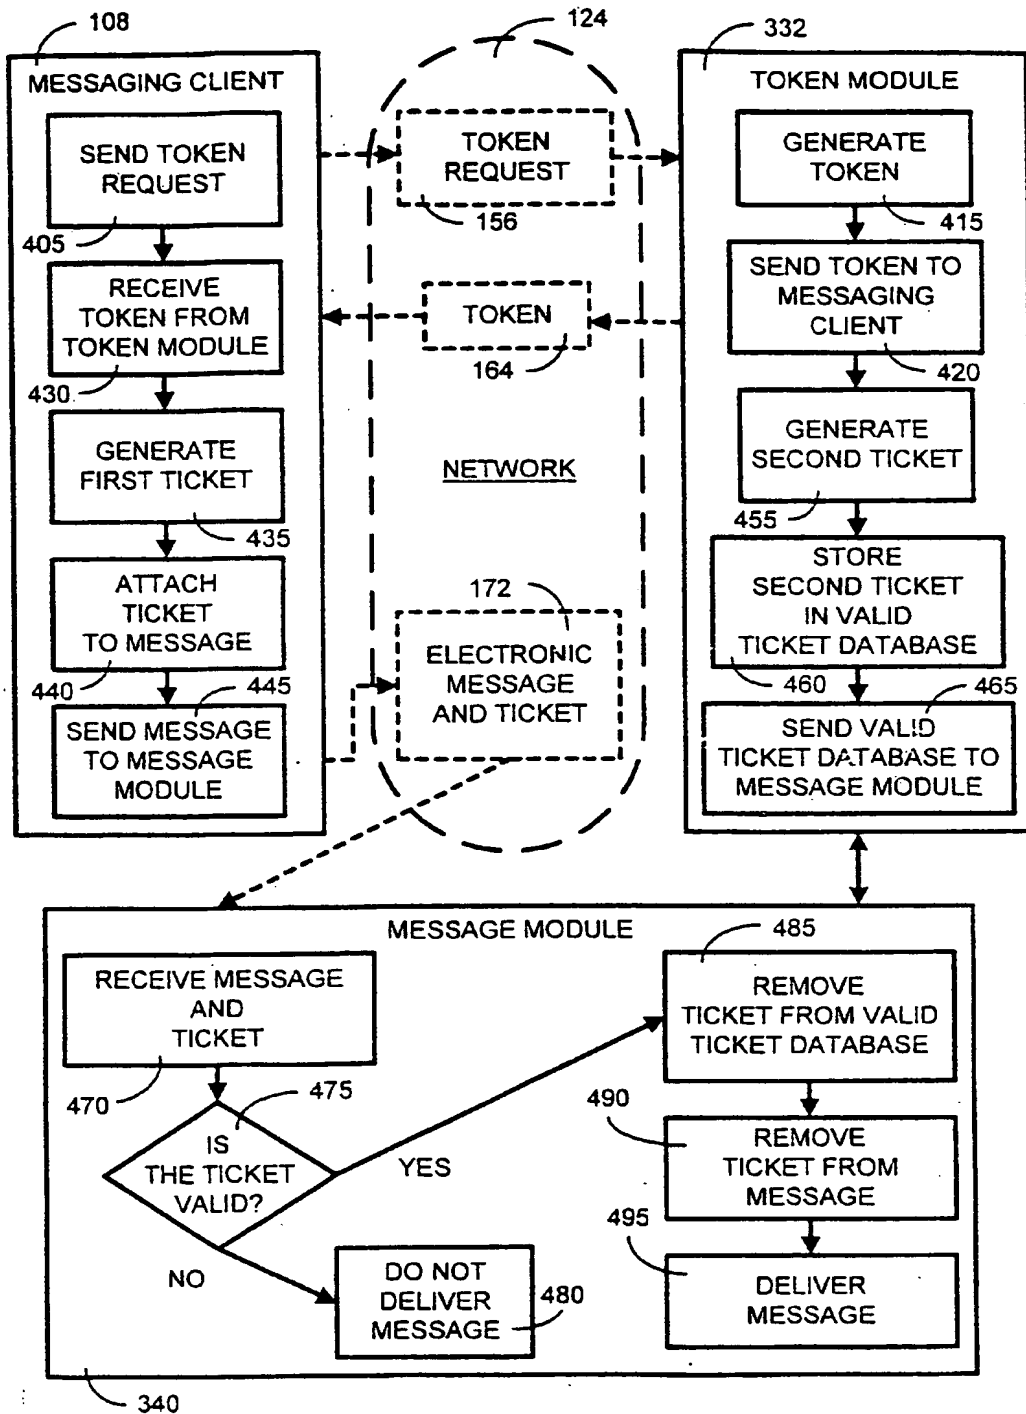 108
124
332
MESSAGING CLIENT
TOKEN MODULE
SEND TOKEN
REQUEST
405
TOKEN
REQUEST
156
GENERATE
TOKEN
415
RECEIVE
TOKEN FROM
TOKEN MODULE
430
TOKEN
164
SEND TOKEN TO
MESSAGING
CLIENT
420
GENERATE
FIRST TICKET
435
NETWORK
GENERATE
SECOND TICKET
455
ATTACH
TICKET
TO MESSAGE
440
445
172
ELECTRONIC
MESSAGE
AND TICKET
STORE
SECOND TICKET
IN VALID
TICKET DATABASE
460
465
SEND MESSAGE
TO MESSAGE
MODULE
SEND VALID
TICKET DATABASE TO
MESSAGE MODULE
MESSAGE MODULE
RECEIVE MESSAGE
AND
TICKET
470
475
IS
THE TICKET
VALID?
YES
NO
DO NOT
DELIVER
MESSAGE
480
485
REMOVE
TICKET FROM VALID
TICKET DATABASE
490
REMOVE
TICKET FROM
MESSAGE
495
DELIVER
MESSAGE
340